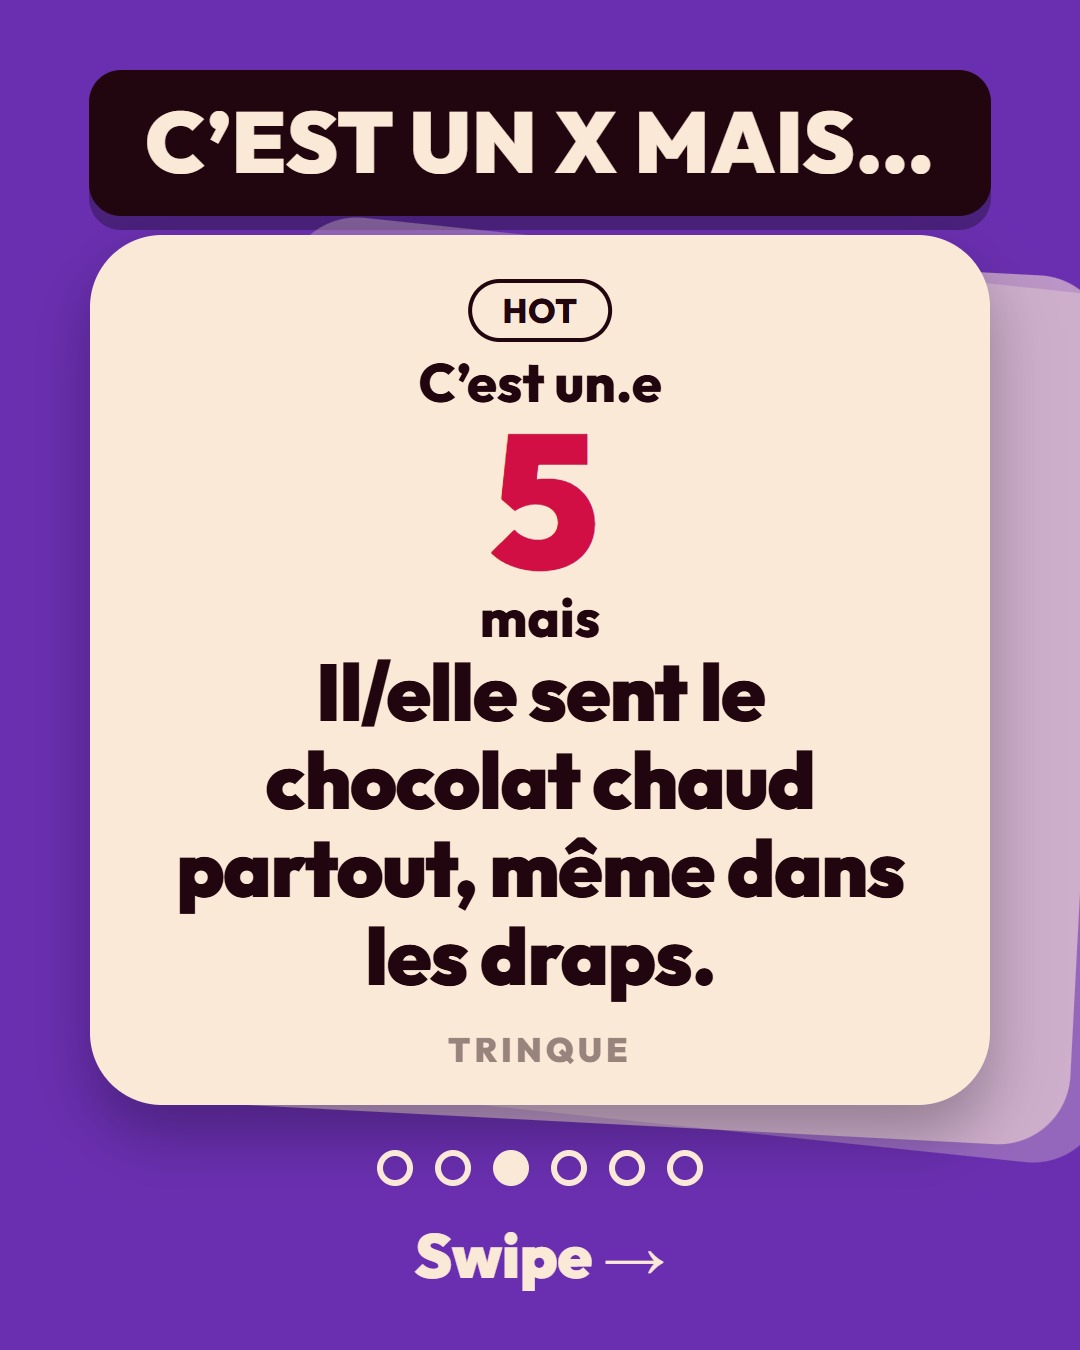 C’EST UN X MAIS...
HOT
C’est un.e
5
mais
Il/elle sent le
chocolat chaud
partout, même dans
les draps.
TRINQUE
Swipe →